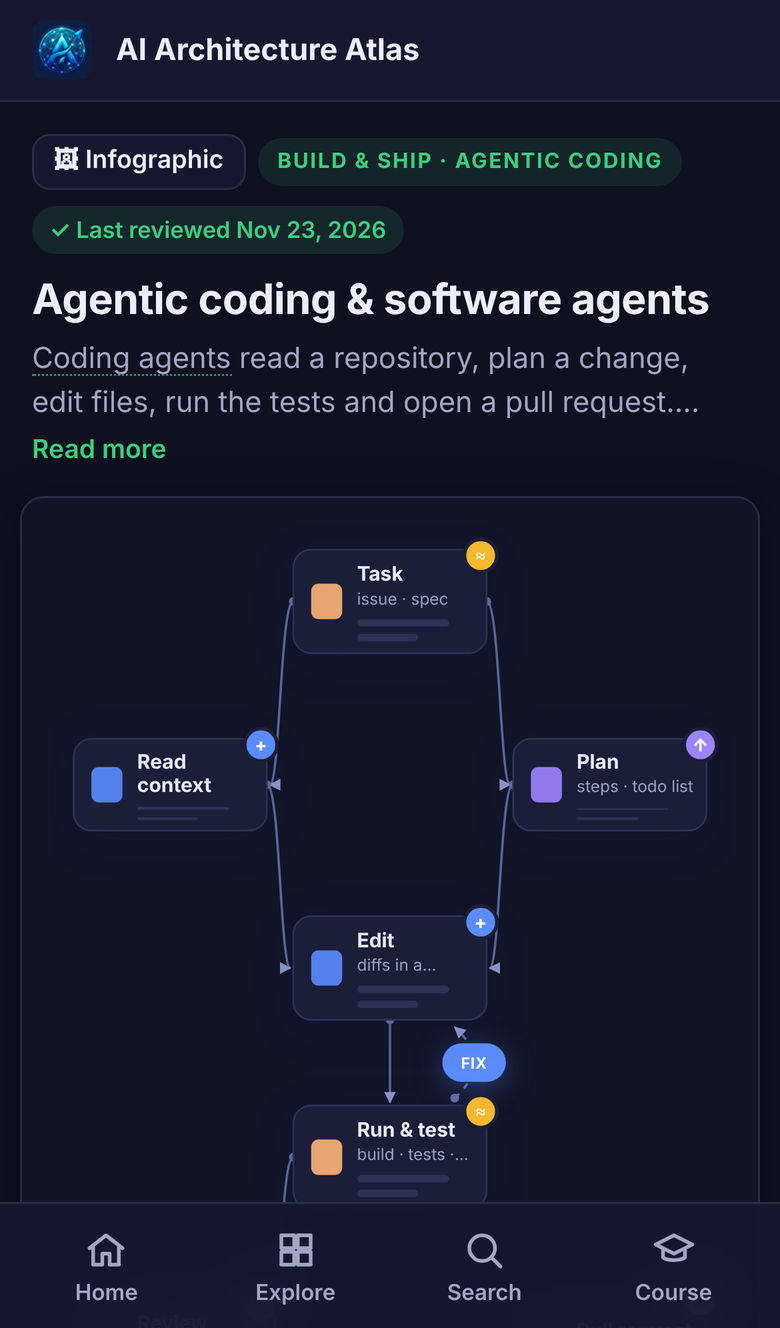 AI Architecture Atlas
Infographic
BUILD & SHIP · AGENTIC CODING
✓ Last reviewed Nov 23, 2026
Agentic coding & software agents
Coding agents read a repository, plan a change,
edit files, run the tests and open a pull request....
Read more
Task
issue · spec
Read
context
Plan
steps · todo list
Edit
diffs in a...
FIX
Run & test
build · tests ·...
Home
Explore
Search
Course
Review